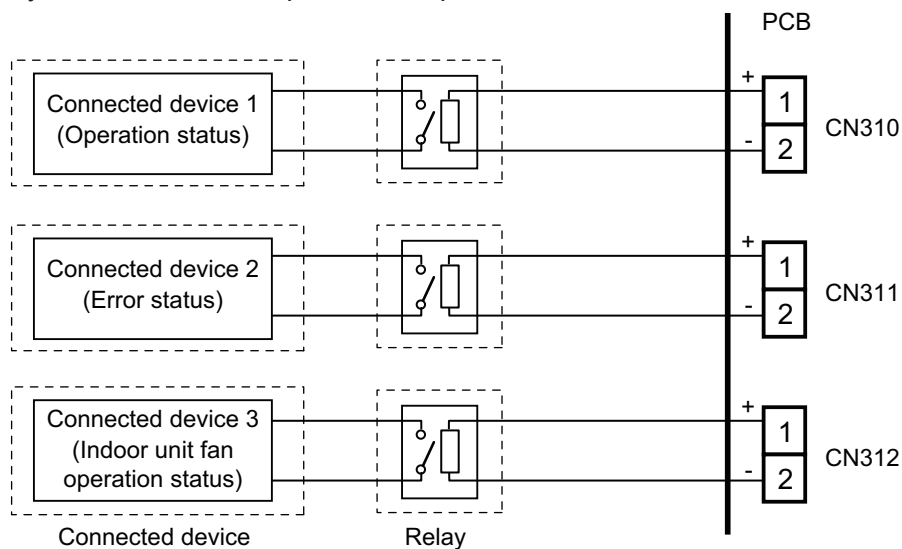 PCB
Connected device 1
(Operation status)
+
1
-
2
CN310
Connected device 2
(Error status)
+
1
-
2
CN311
Connected device 3
(Indoor unit fan
operation status)
+
1
-
2
CN312
Connected device
Relay